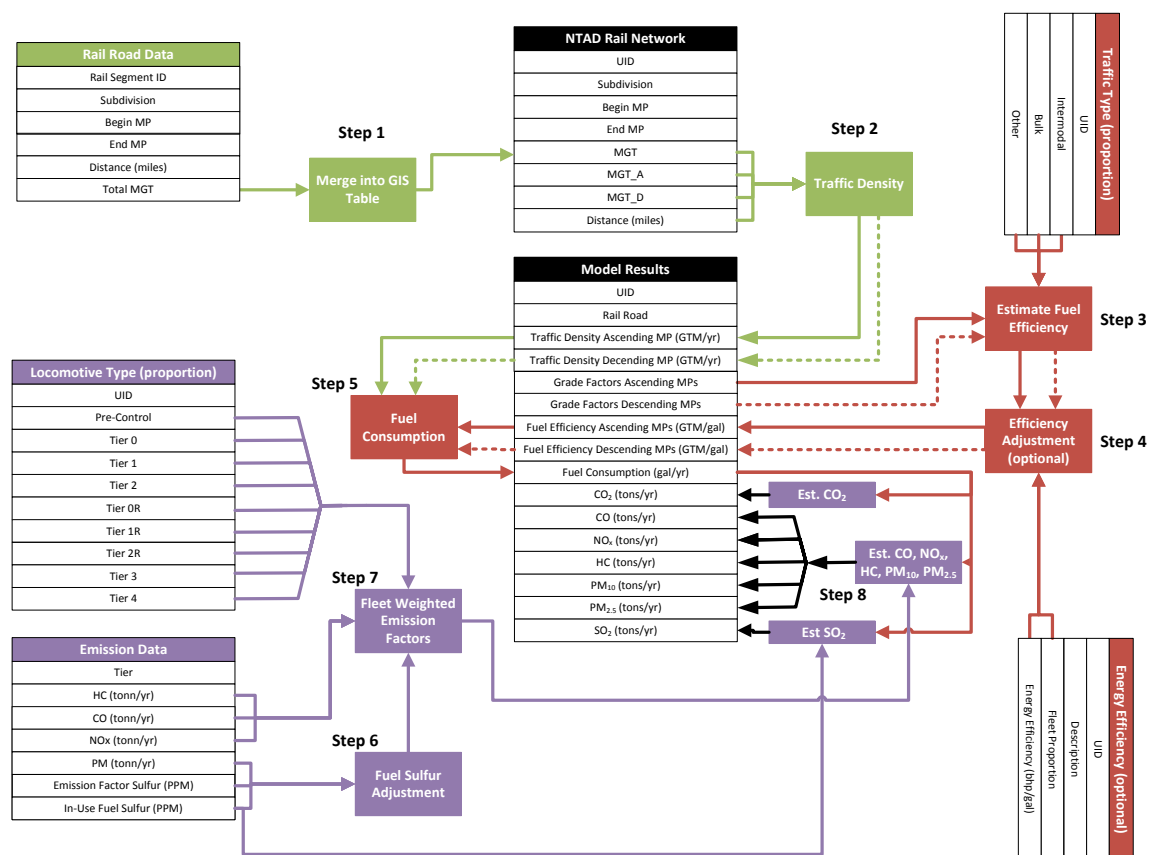 Rail Road Data
Rail Segment ID
Subdivision
Begin MP
End MP
Distance (miles)
Total MGT
Step 1
Merge into GIS
Table
NTAD Rail Network
UID
Subdivision
Begin MP
End MP
MGT
MGT_A
MGT_D
Distance (miles)
Step 2
Traffic Density
Traffic Type (proportion)
UID
Intermodal
Bulk
Other
Estimate Fuel
Efficiency
Step 3
Efficiency
Adjustment
(optional)
Step 4
Model Results
UID
Rail Road
Traffic Density Ascending MP (GTM/yr)
Traffic Density Decending MP (GTM/yr)
Grade Factors Ascending MPs
Grade Factors Descending MPs
Fuel Efficiency Ascending MPs (GTM/gal)
Fuel Efficiency Descending MPs (GTM/gal)
Fuel Consumption (gal/yr)
CO₂ (tons/yr)
CO (tons/yr)
NOₓ (tons/yr)
HC (tons/yr)
PM₁₀ (tons/yr)
PM₂.₅ (tons/yr)
SO₂ (tons/yr)
Step 5
Fuel
Consumption
Locomotive Type (proportion)
UID
Pre-Control
Tier 0
Tier 1
Tier 2
Tier 0R
Tier 1R
Tier 2R
Tier 3
Tier 4
Est. CO₂
Est. CO, NOₓ,
HC, PM₁₀, PM₂.₅
Step 8
Est SO₂
Step 7
Fleet Weighted
Emission
Factors
Emission Data
Tier
HC (tonn/yr)
CO (tonn/yr)
NOx (tonn/yr)
PM (tonn/yr)
Emission Factor Sulfur (PPM)
In-Use Fuel Sulfur (PPM)
Step 6
Fuel Sulfur
Adjustment
Energy Efficiency (optional)
UID
Description
Fleet Proportion
Energy Efficiency (bhp/gal)